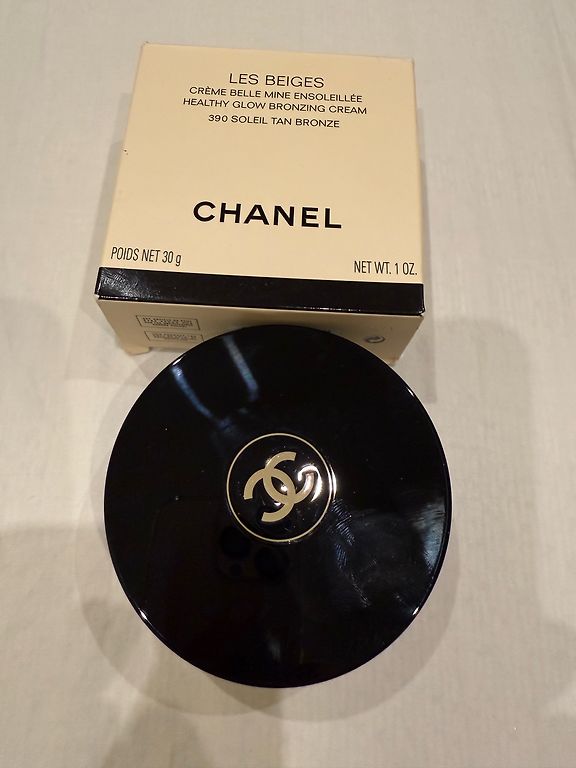 LES BEIGES
CRÈME BELLE MINE ENSOLEILLÉE
HEALTHY GLOW BRONZING CREAM
390 SOLEIL TAN BRONZE
CHANEL
POIDS NET 30 g
NET WT. 1 OZ.